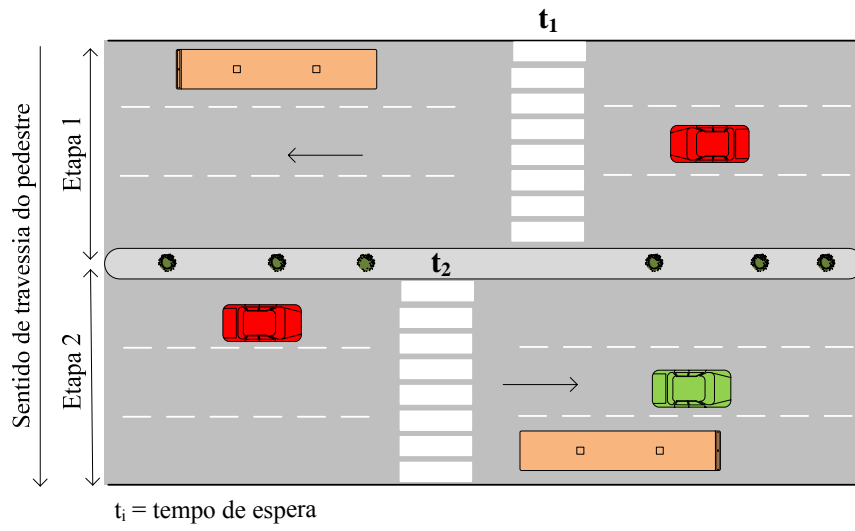 t₁
Sentido de travessia do pedestre
Etapa 1
t₂
Etapa 2
tᵢ = tempo de espera